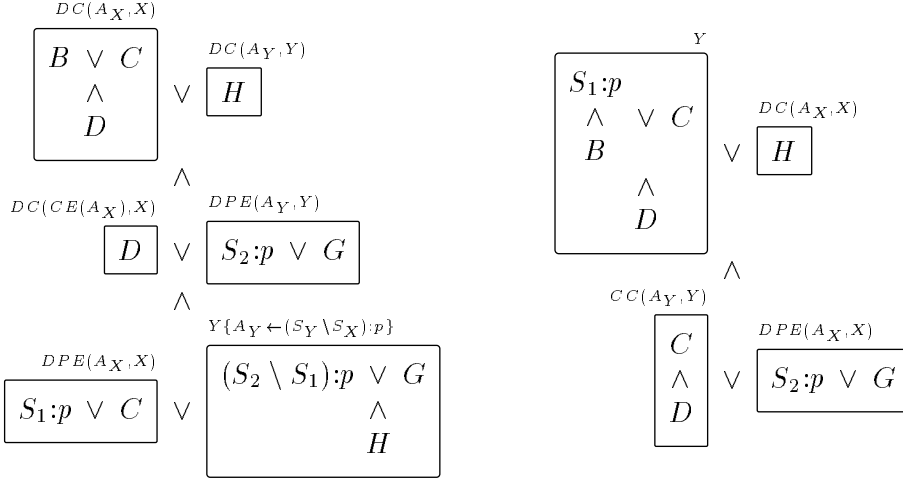 DC(A_X,X)
B ∨ C
∧
D
∨
DC(A_Y,Y)
H
∧
DC(CE(A_X),X)
D
∨
DPE(A_Y,Y)
S_2:p ∨ G
∧
DPE(A_X,X)
S_1:p ∨ C
∨
Y{A_Y←(S_Y\S_X):p}
(S_2 \ S_1):p ∨ G
∧
H
Y
S_1:p
∧ ∨ C
B
∧
D
∨
DC(A_X,X)
H
∧
CC(A_Y,Y)
C
∧
D
∨
DPE(A_X,X)
S_2:p ∨ G